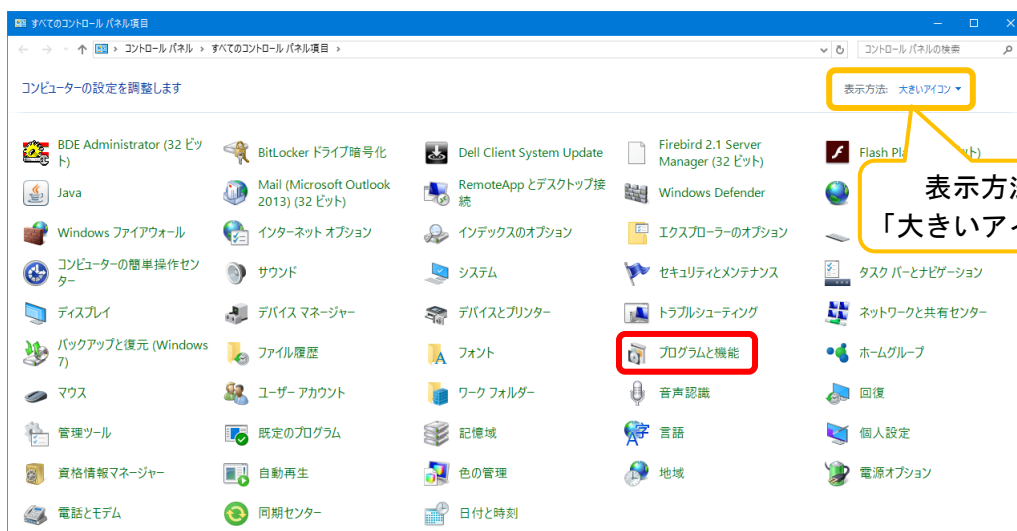 すべてのコントロール パネル項目
コントロール パネル › すべてのコントロール パネル項目 ›
コントロール パネルの検索
コンピューターの設定を調整します
表示方法: 大きいアイコン
BDE Administrator (32 ビッ
ト)
BitLocker ドライブ暗号化
Dell Client System Update
Firebird 2.1 Server
Manager (32 ビット)
Flash Pl
ット)
Java
Mail (Microsoft Outlook
2013) (32 ビット)
RemoteApp とデスクトップ接
続
Windows Defender
表示方法
「大きいアイ
Windows ファイアウォール
インターネット オプション
インデックスのオプション
エクスプローラーのオプション
コンピューターの簡単操作セン
ター
サウンド
システム
セキュリティとメンテナンス
タスク バーとナビゲーション
ディスプレイ
デバイス マネージャー
デバイスとプリンター
トラブルシューティング
ネットワークと共有センター
バックアップと復元 (Windows
7)
ファイル履歴
フォント
プログラムと機能
ホームグループ
マウス
ユーザー アカウント
ワーク フォルダー
音声認識
回復
管理ツール
既定のプログラム
記憶域
言語
個人設定
資格情報マネージャー
自動再生
色の管理
地域
電源オプション
電話とモデム
同期センター
日付と時刻